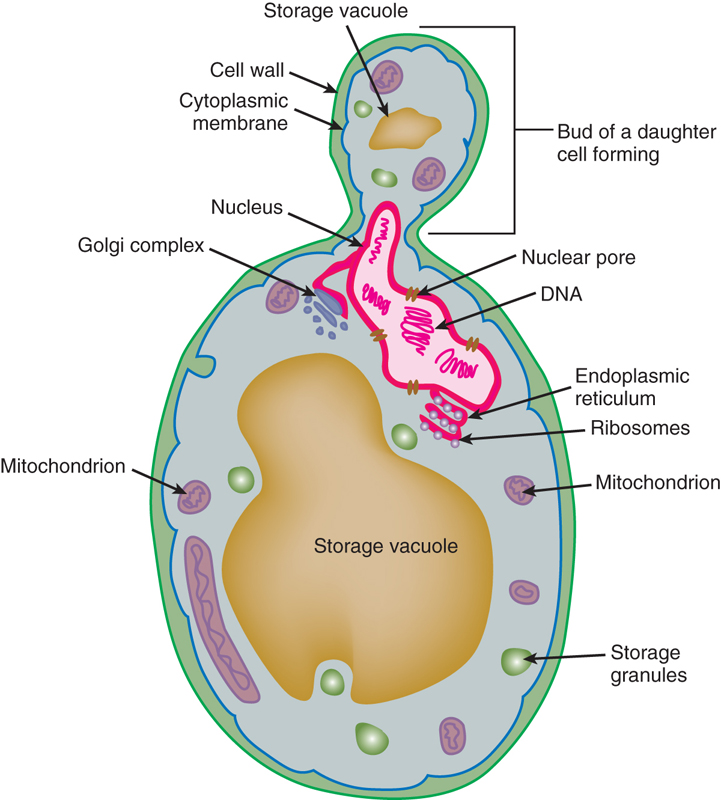 Storage vacuole
Cell wall
Cytoplasmic
membrane
Bud of a daughter
cell forming
Nucleus
Golgi complex
Nuclear pore
DNA
Endoplasmic
reticulum
Ribosomes
Mitochondrion
Mitochondrion
Storage vacuole
Storage
granules